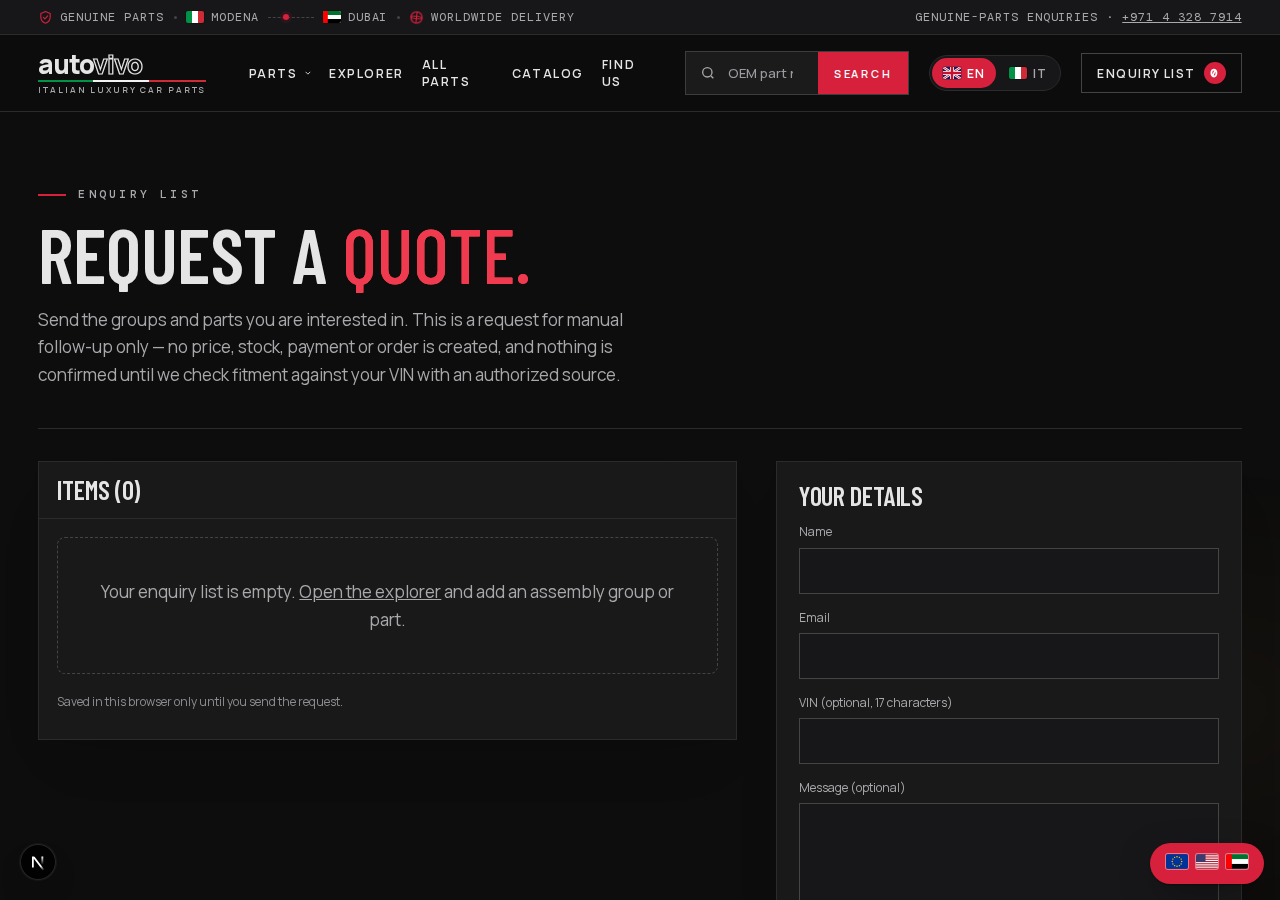 GENUINE PARTS • MODENA DUBAI • WORLDWIDE DELIVERY
GENUINE-PARTS ENQUIRIES · +971 4 328 7914
autovivo
ITALIAN LUXURY CAR PARTS
PARTS
EXPLORER
ALL PARTS
CATALOG
FIND US
OEM part
SEARCH
EN
IT
ENQUIRY LIST 0
ENQUIRY LIST
REQUEST A QUOTE.
Send the groups and parts you are interested in. This is a request for manual
follow-up only — no price, stock, payment or order is created, and nothing is
confirmed until we check fitment against your VIN with an authorized source.
ITEMS (0)
Your enquiry list is empty. Open the explorer and add an assembly group or
part.
Saved in this browser only until you send the request.
YOUR DETAILS
Name
Email
VIN (optional, 17 characters)
Message (optional)
N